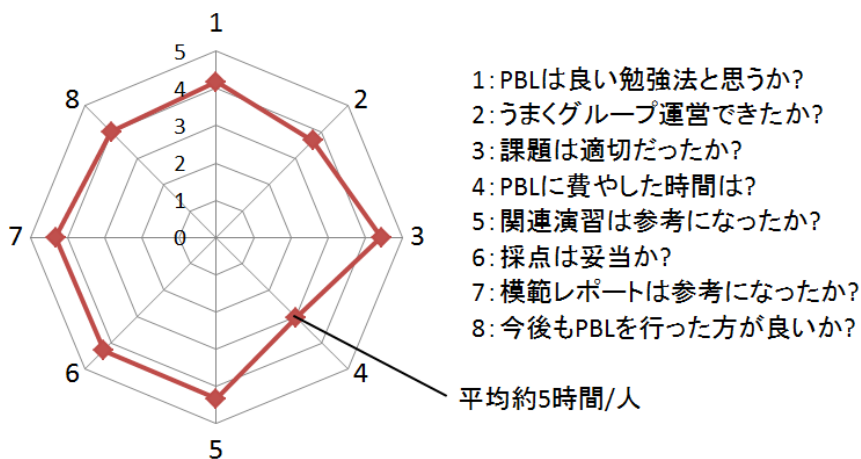 1
5
4
3
2
1
0
8
2
7
3
6
4
5
1:PBLは良い勉強法と思うか?
2:うまくグループ運営できたか?
3:課題は適切だったか?
4:PBLに費やした時間は?
5:関連演習は参考になったか?
6:採点は妥当か?
7:模範レポートは参考になったか?
8:今後もPBLを行った方が良いか?
平均約5時間/人